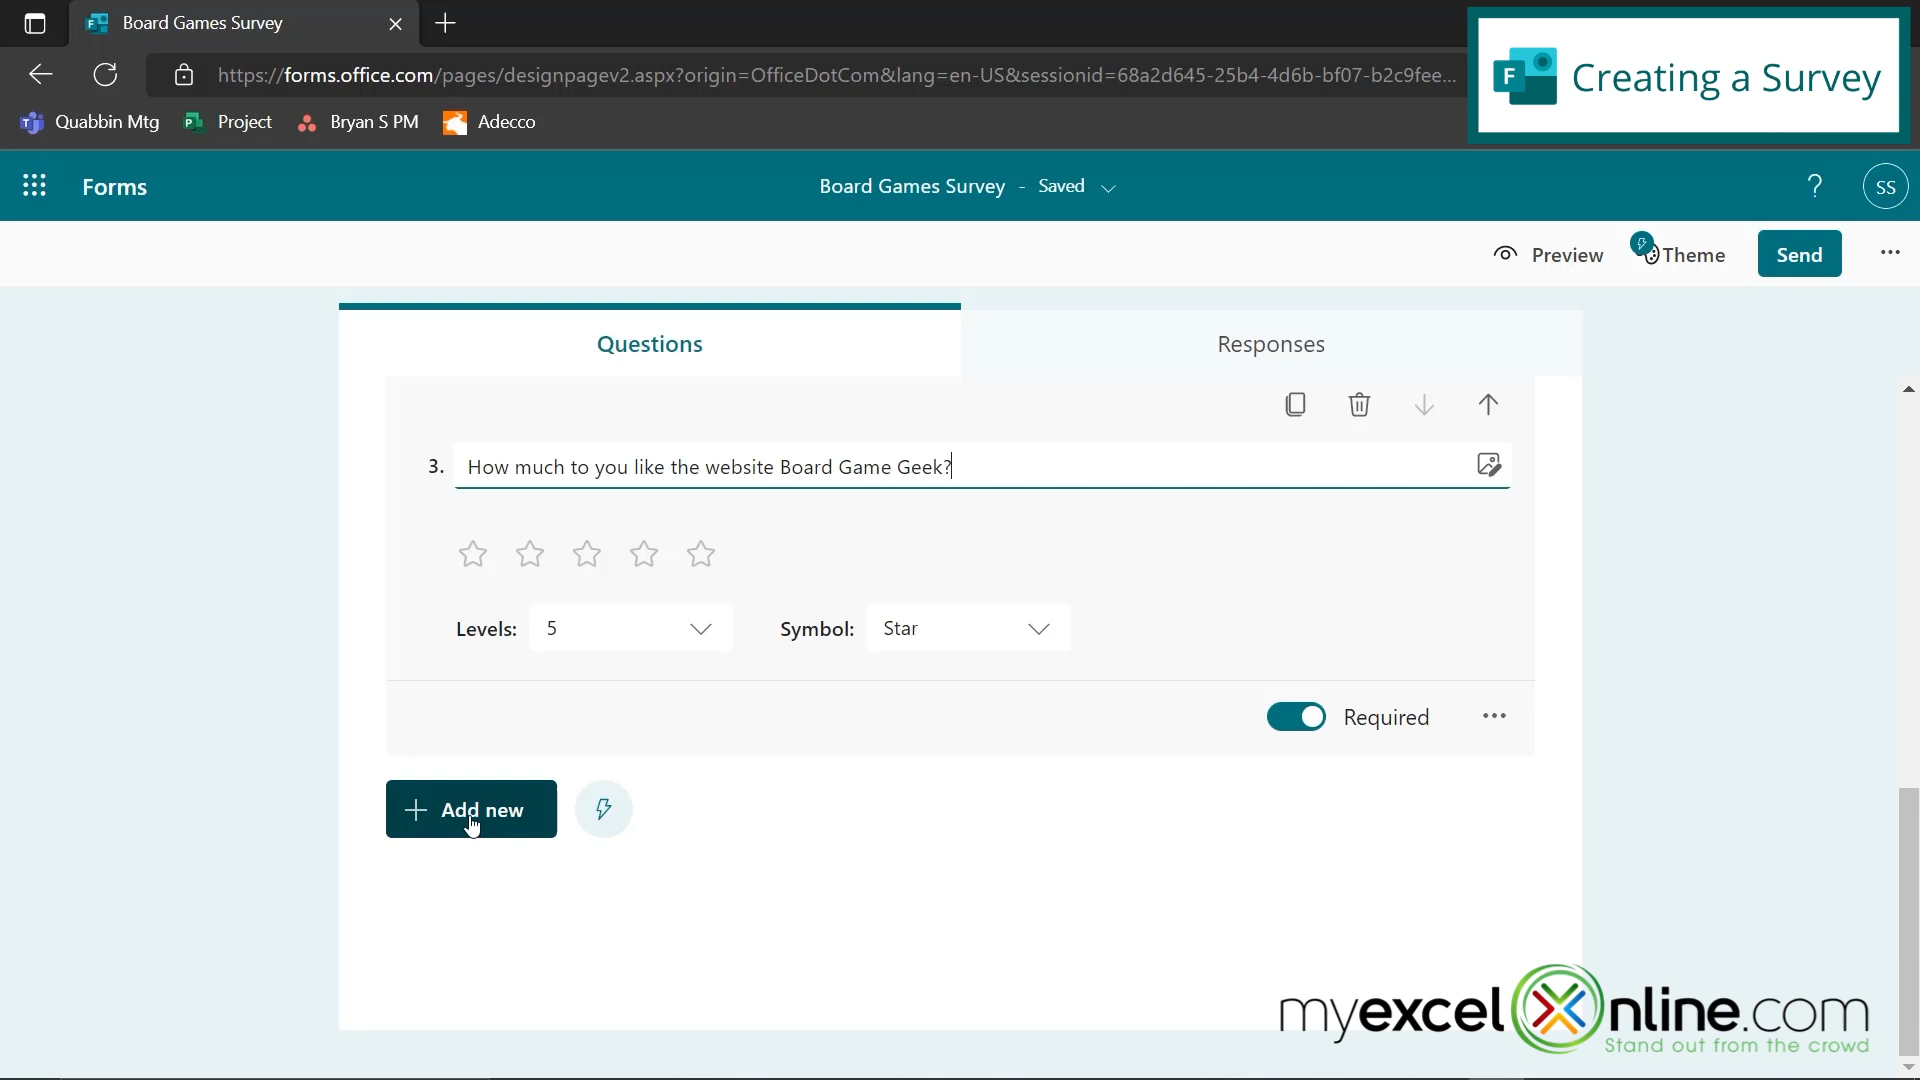 Board Games Survey
https://forms.office.com/pages/designpagev2.aspx?origin=OfficeDotCom&lang=en-US&sessionid=68a2d645-25b4-4d6b-bf07-b2c9fee...
F Creating a Survey
Quabbin Mtg Project Bryan S PM Adecco
Forms
Board Games Survey - Saved
? SS
Preview Theme Send ...
Questions
Responses
3. How much to you like the website Board Game Geek?
Levels: 5 Symbol: Star
Required ...
+ Add new
myexcelonline.com
Stand out from the crowd